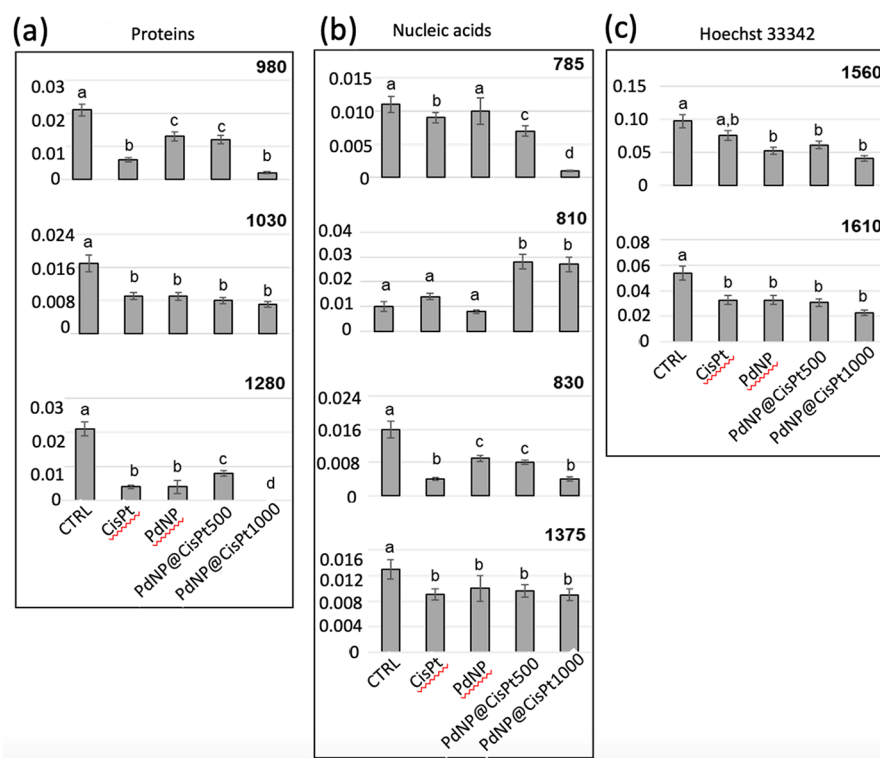 (a) Proteins
980
0.03
0.02
0.01
0
a
b
c
c
b
1030
0.024
0.016
0.008
0
a
b
b
b
b
1280
0.03
0.02
0.01
0
a
b
b
c
d
CTRL
CisPt
PdNP
PdNP@CisPt500
PdNP@CisPt1000
(b) Nucleic acids
785
0.015
0.010
0.005
0
a
b
a
c
d
810
0.04
0.03
0.02
0.01
0
a
a
a
b
b
830
0.024
0.016
0.008
0
a
b
c
c
b
1375
0.016
0.012
0.008
0.004
0
a
b
b
b
b
CTRL
CisPt
PdNP
PdNP@CisPt500
PdNP@CisPt1000
(c) Hoechst 33342
1560
0.15
0.10
0.05
0
a
a,b
b
b
b
1610
0.08
0.06
0.04
0.02
0
a
b
b
b
b
CTRL
CisPt
PdNP
PdNP@CisPt500
PdNP@CisPt1000